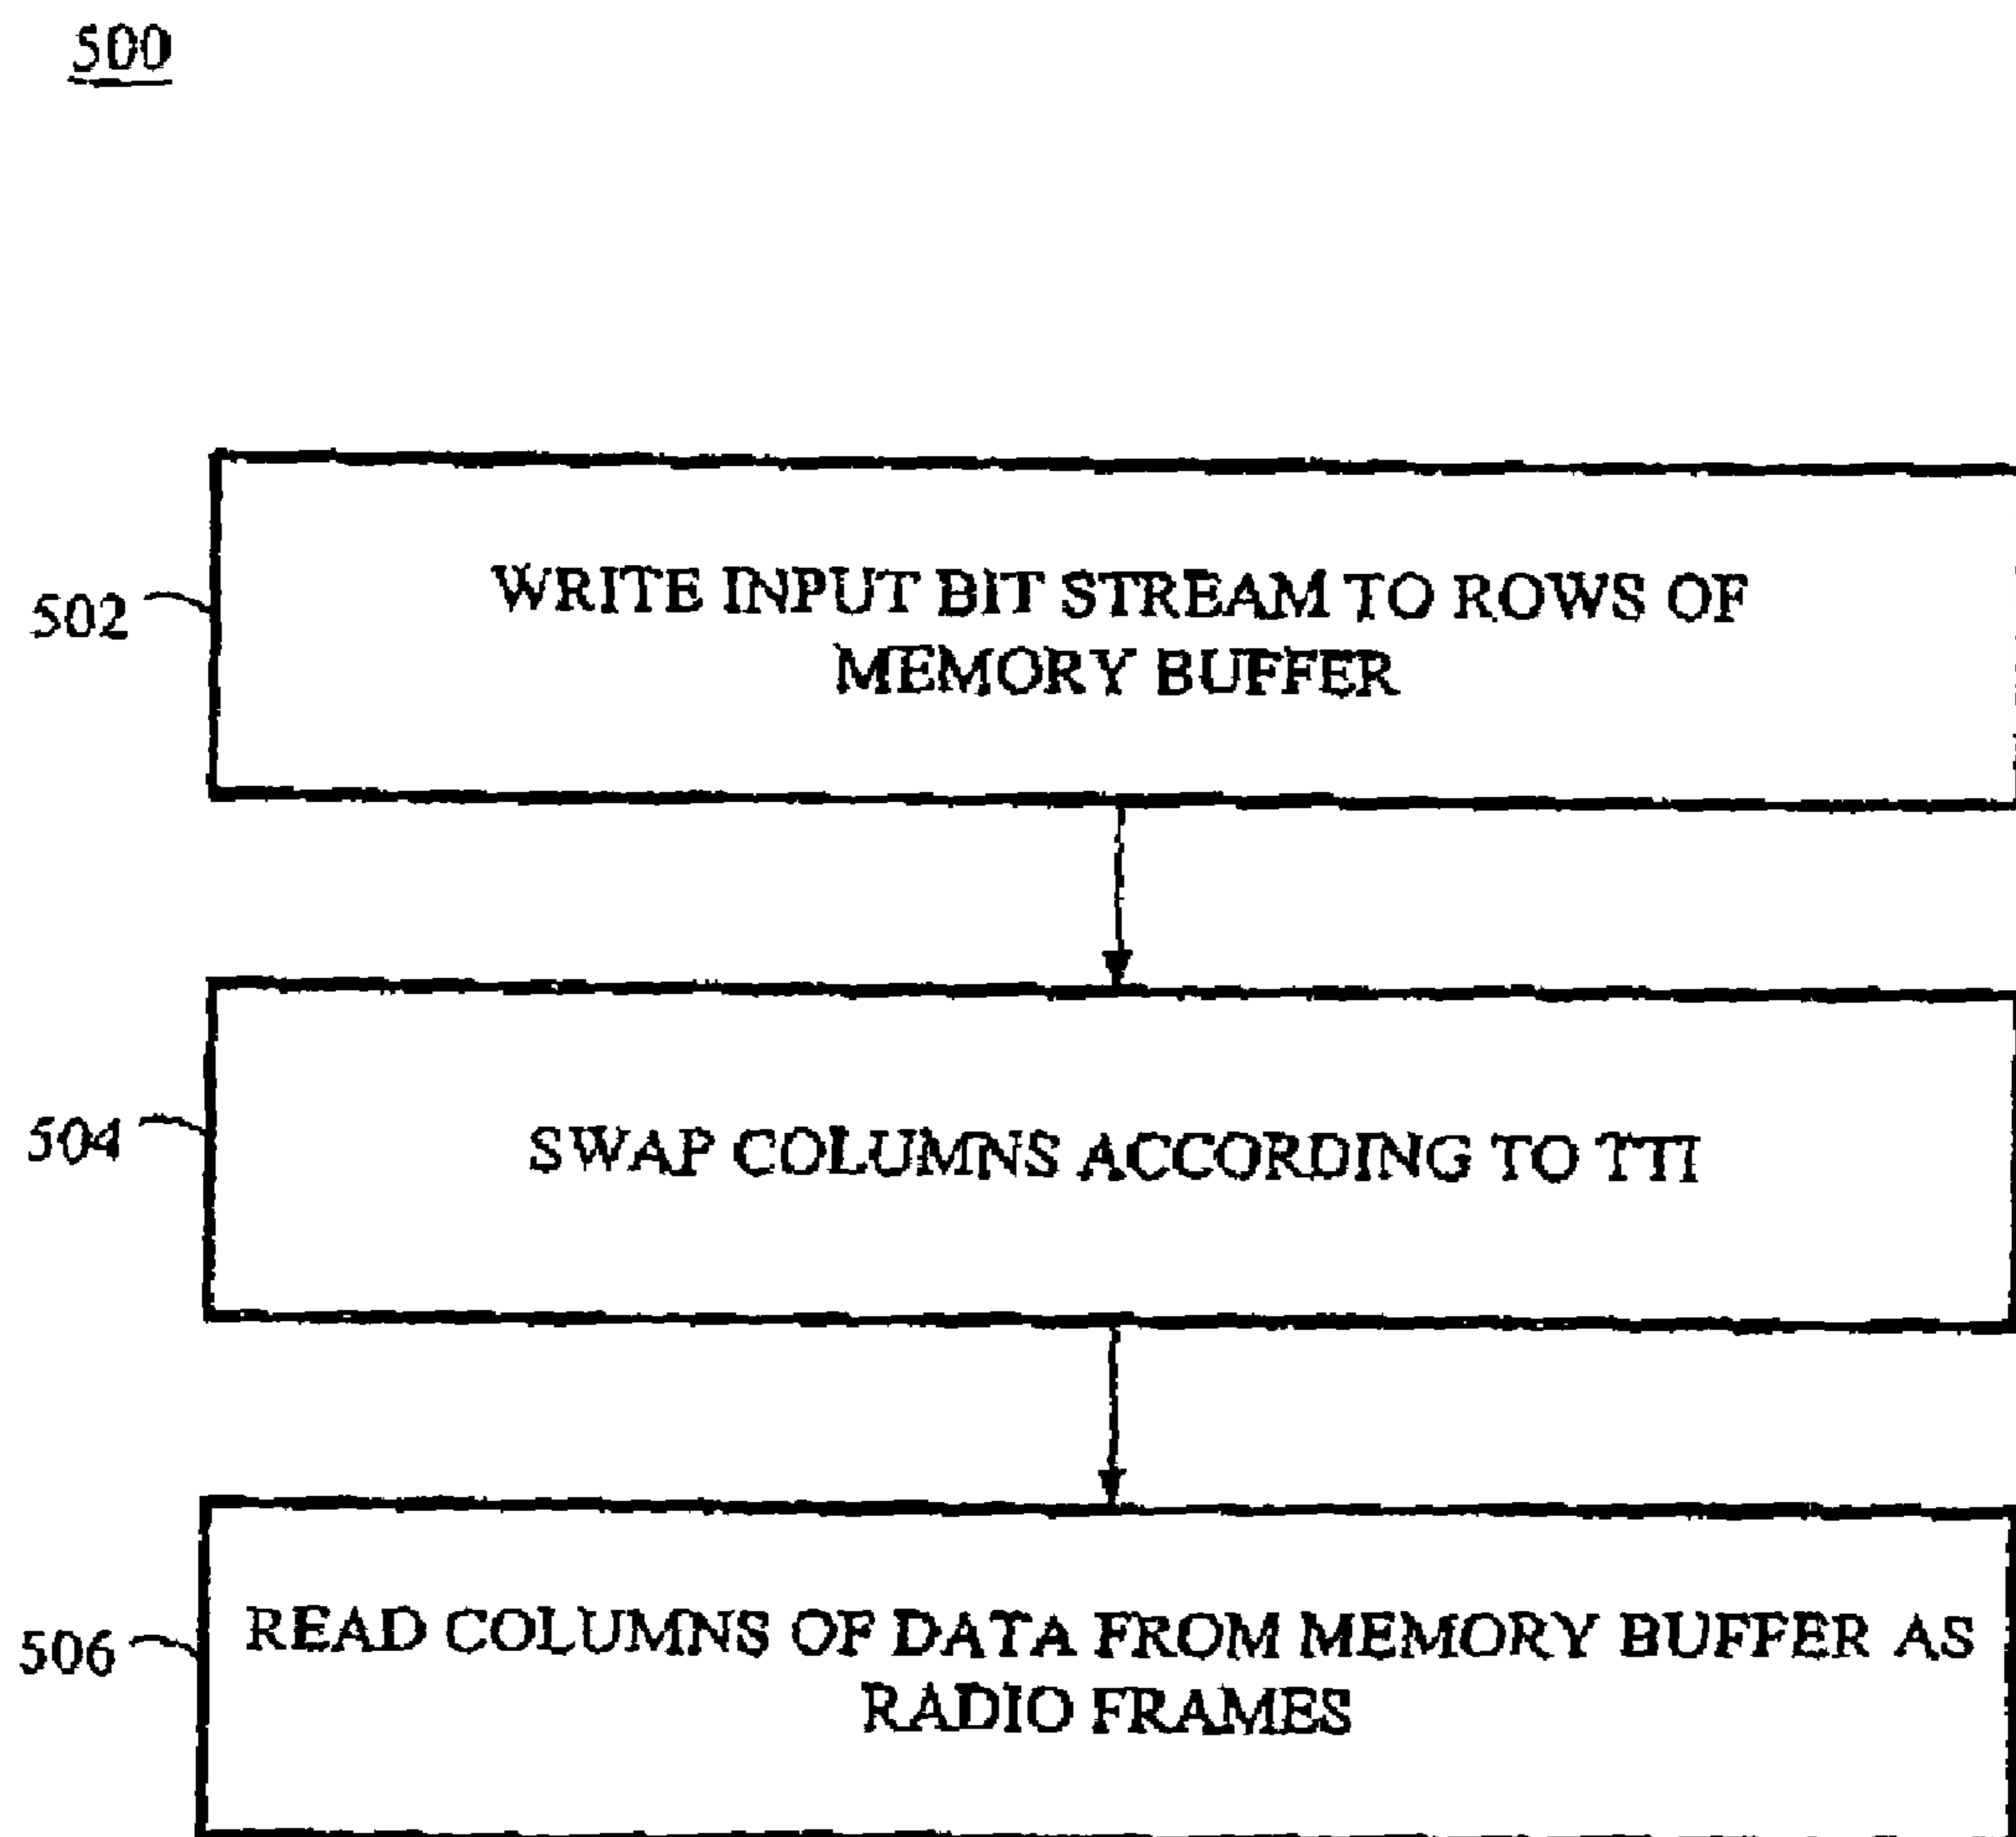 500
WRITE INPUT BIT STREAM TO ROWS OF
MEMORY BUFFER
502
SWAP COLUMNS ACCORDING TO TTI
504
READ COLUMNS OF DATA FROM MEMORY BUFFER AS
RADIO FRAMES
506